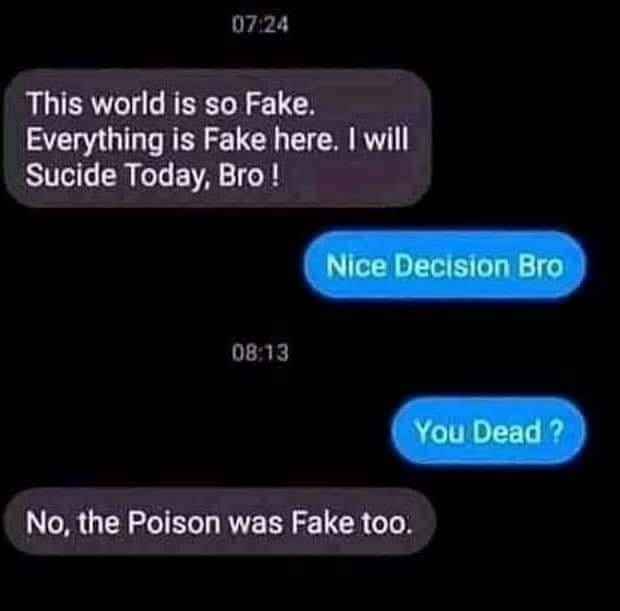 07:24
This world is so Fake.
Everything is Fake here. I will
Sucide Today, Bro !
Nice Decision Bro
08:13
You Dead ?
No, the Poison was Fake too.